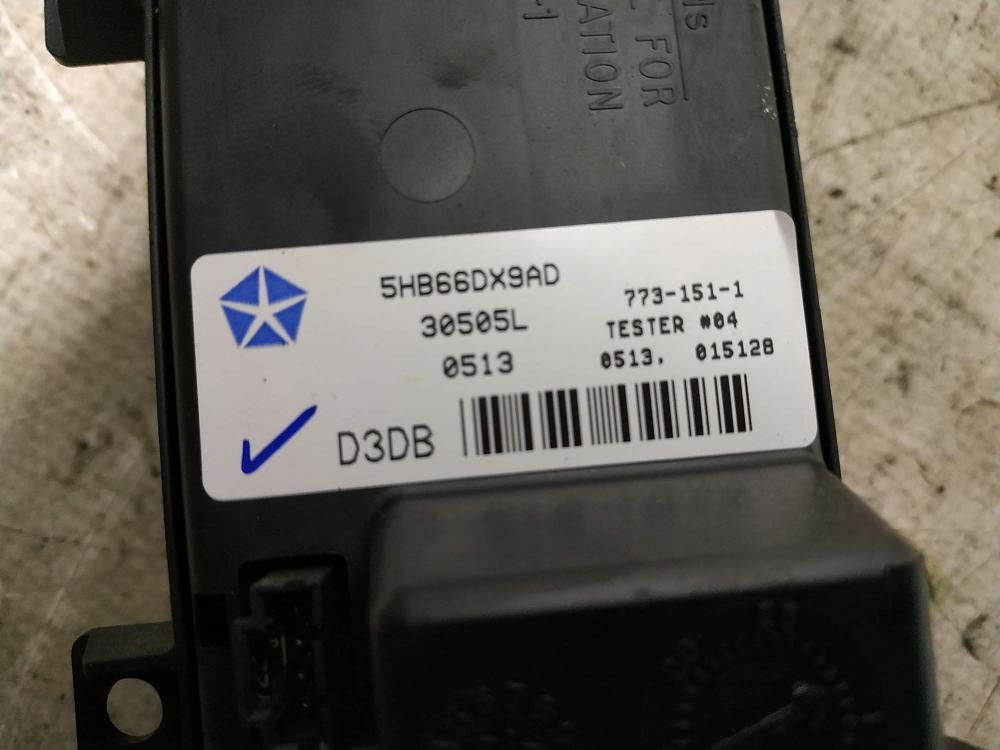 FOR
ATION
5HB66DX9AD
30505L
0513
773-151-1
TESTER #04
0513. 015128
D3DB